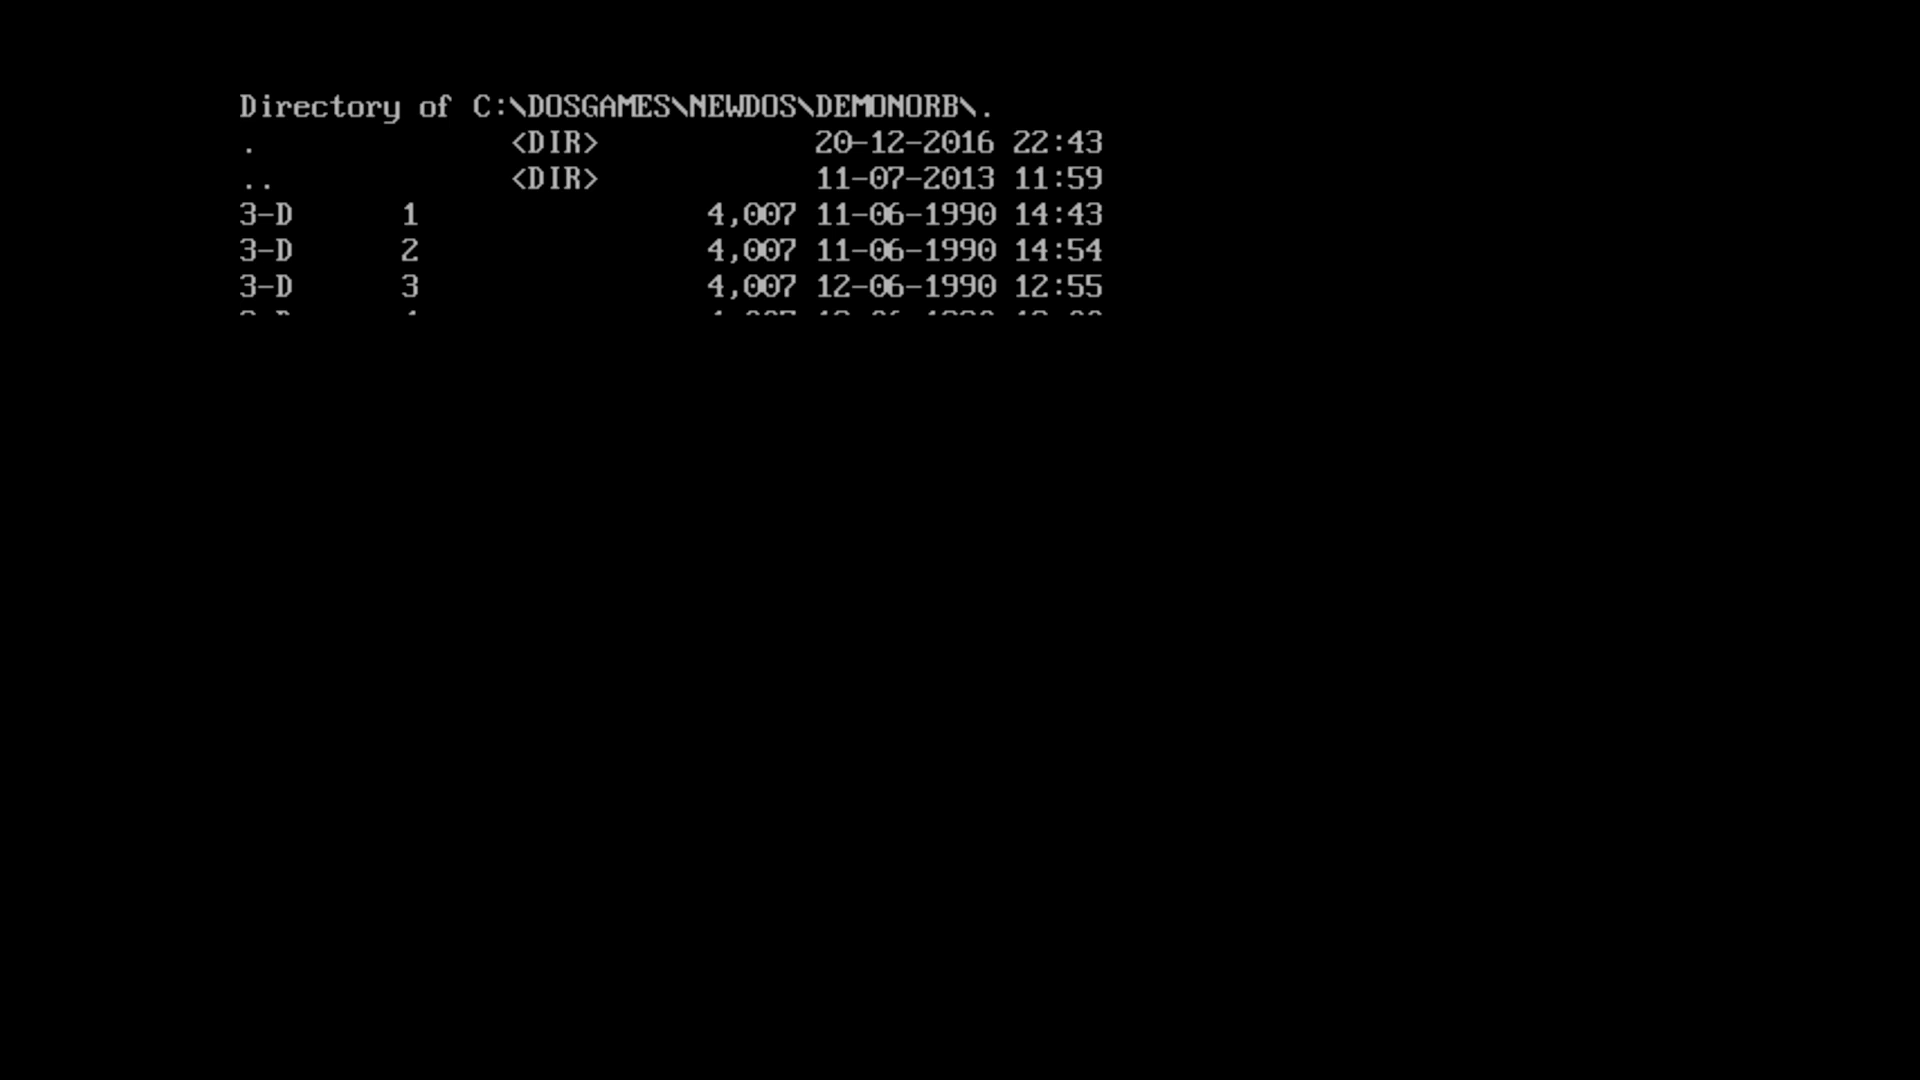 Directory of C:\DOSGAMES\NEWDOS\DEMONORB\.
. <DIR> 20-12-2016 22:43
.. <DIR> 11-07-2013 11:59
3-D 1 4,007 11-06-1990 14:43
3-D 2 4,007 11-06-1990 14:54
3-D 3 4,007 12-06-1990 12:55